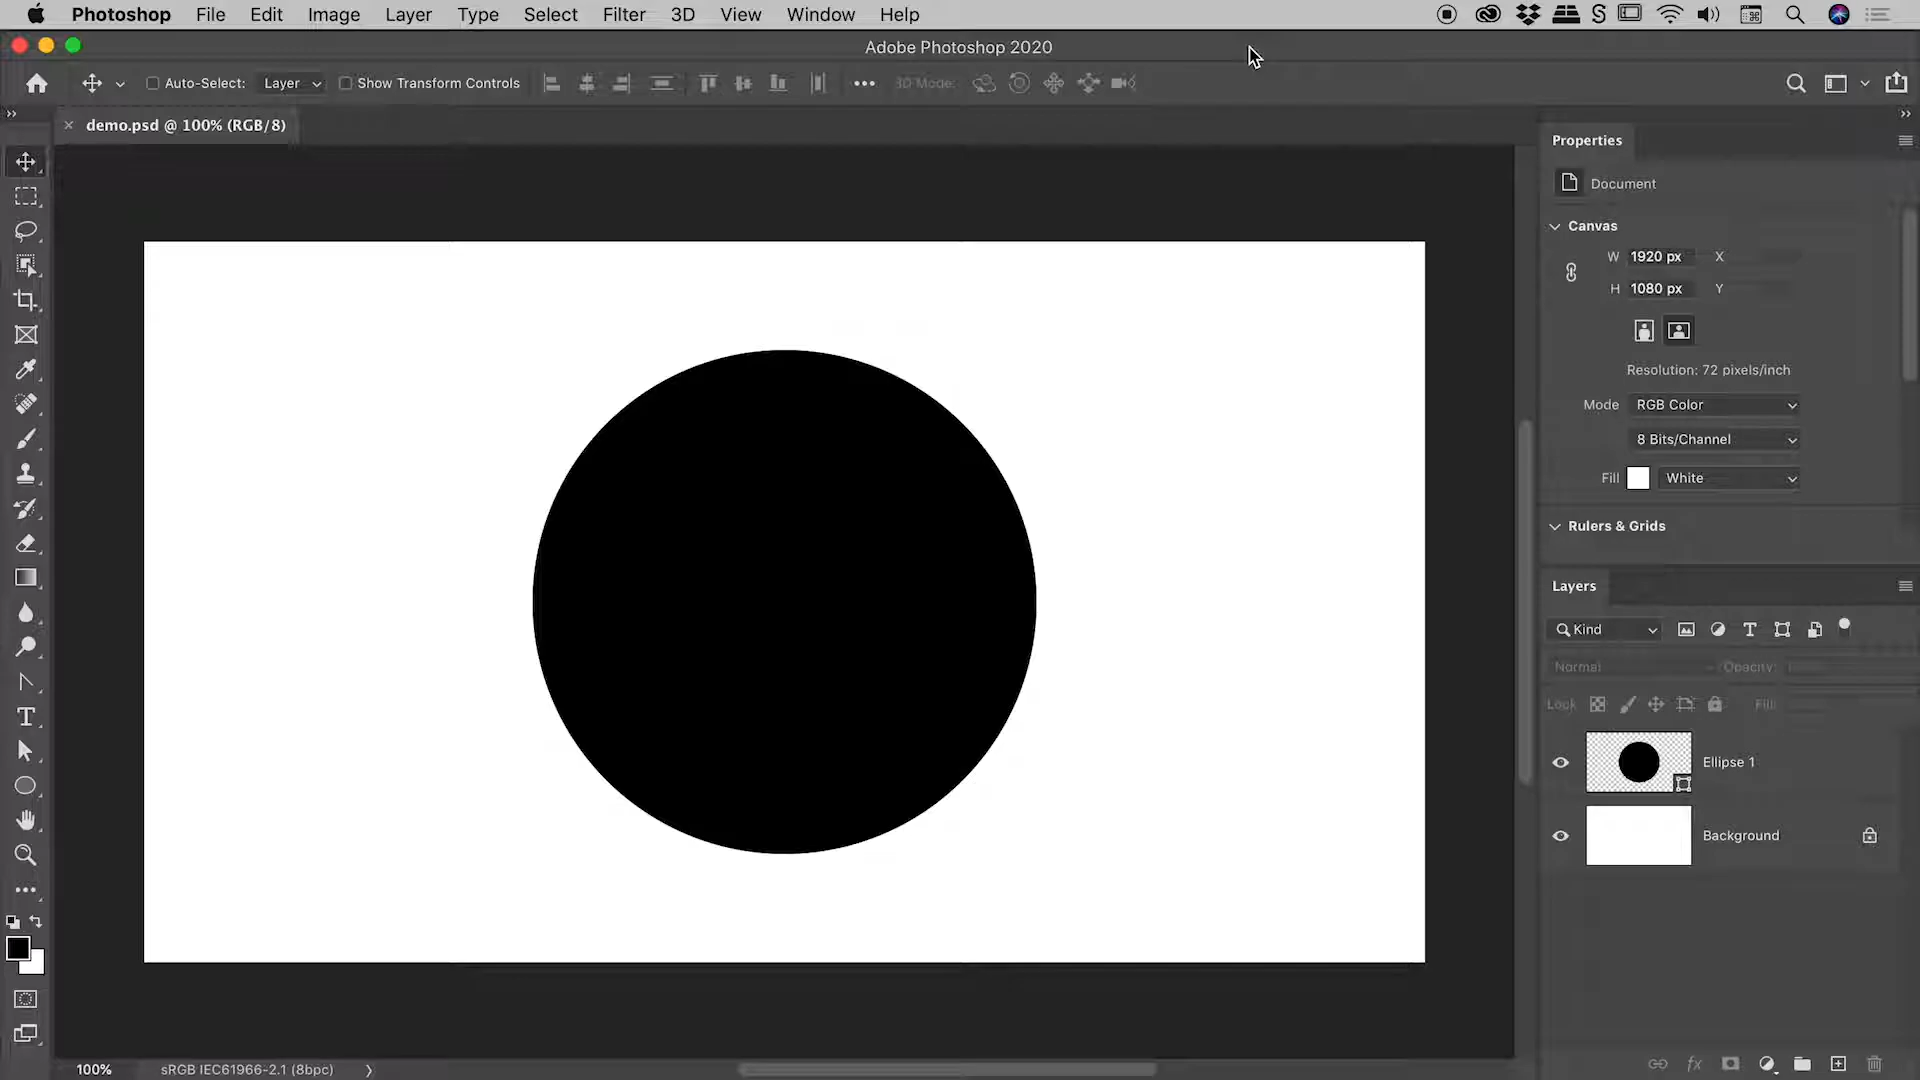 Photoshop File Edit Image Layer Type Select Filter 3D View Window Help
Adobe Photoshop 2020
Auto-Select: Layer Show Transform Controls 3D Mode:
demo.psd @ 100% (RGB/8)
Properties
Document
Canvas
W 1920 px X
H 1080 px Y
Resolution: 72 pixels/inch
Mode RGB Color
8 Bits/Channel
Fill White
Rulers & Grids
Layers
Kind
Normal Opacity:
Lock Fill:
Ellipse 1
Background
100% sRGB IEC61966-2.1 (8bpc)